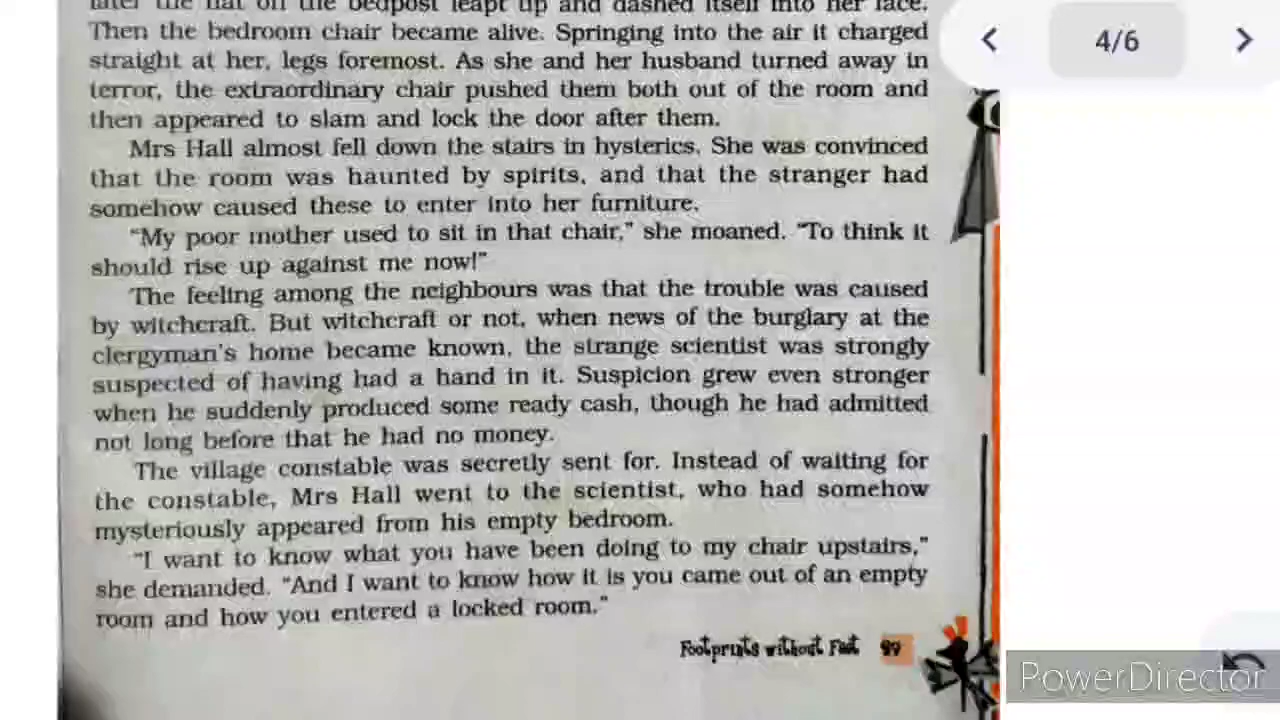 later the hat on the bedpost leapt up and dashed itself into her face.
Then the bedroom chair became alive. Springing into the air it charged
straight at her, legs foremost. As she and her husband turned away in
terror, the extraordinary chair pushed them both out of the room and
then appeared to slam and lock the door after them.
Mrs Hall almost fell down the stairs in hysterics. She was convinced
that the room was haunted by spirits, and that the stranger had
somehow caused these to enter into her furniture.
“My poor mother used to sit in that chair,” she moaned. “To think it
should rise up against me now!”
The feeling among the neighbours was that the trouble was caused
by witchcraft. But witchcraft or not, when news of the burglary at the
clergyman’s home became known, the strange scientist was strongly
suspected of having had a hand in it. Suspicion grew even stronger
when he suddenly produced some ready cash, though he had admitted
not long before that he had no money.
The village constable was secretly sent for. Instead of waiting for
the constable, Mrs Hall went to the scientist, who had somehow
mysteriously appeared from his empty bedroom.
“I want to know what you have been doing to my chair upstairs,”
she demanded. “And I want to know how it is you came out of an empty
room and how you entered a locked room.”
Footprints without Feet 99
4/6
PowerDirector